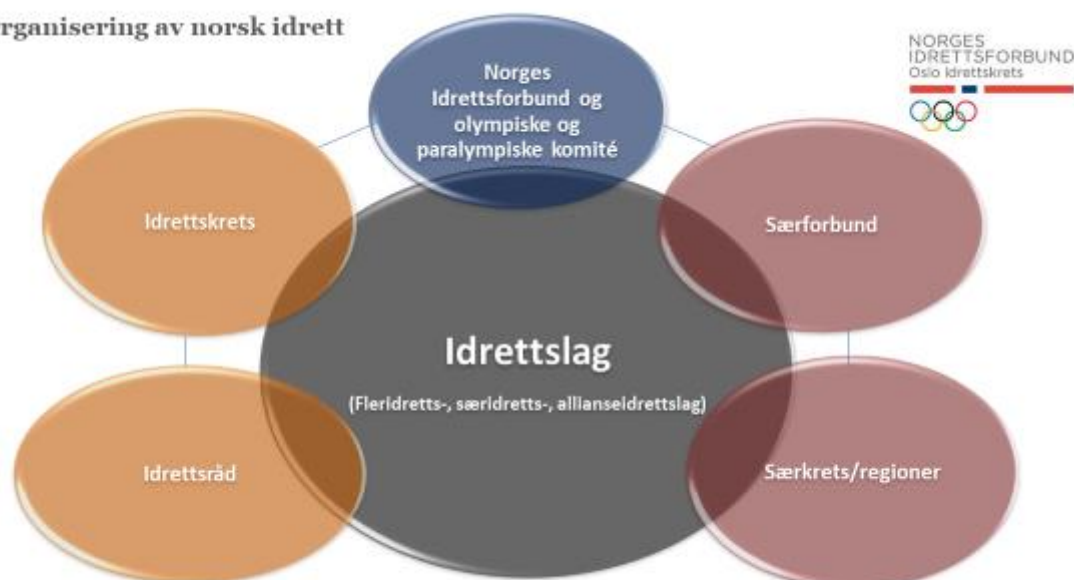 rganisering av norsk idrett
NORGES
IDRETTSFORBUND
Oslo idrettskrets
Norges
Idrettsforbund og
olympiske og
paralympiske komité
Idrettskrets
Særforbund
Idrettslag
(Fleridretts-, særidretts-, allianseidrettslag)
Idrettsråd
Særkrets/regioner